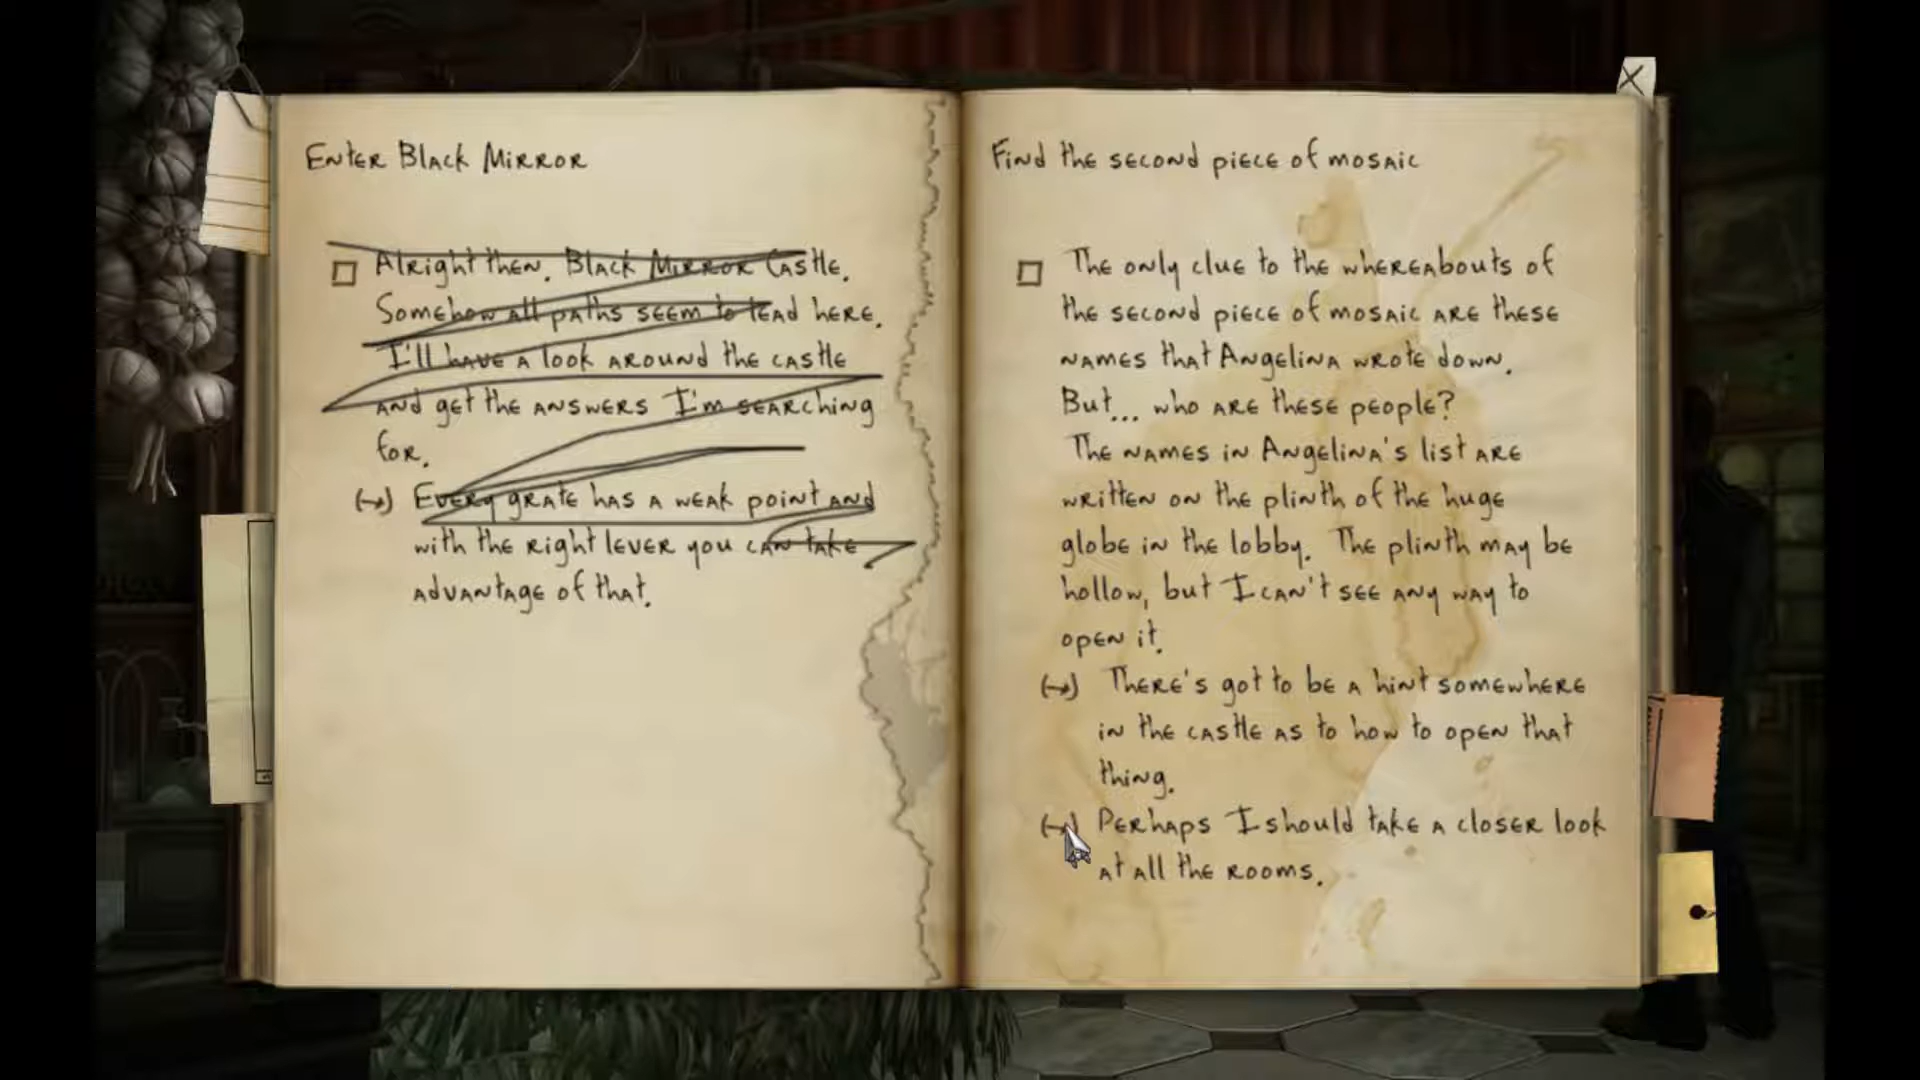 Enter Black Mirror
Alright then. Black Mirror Castle.
Somehow all paths seem to lead here.
I'll have a look around the castle
and get the answers I'm searching
for.
Every grate has a weak point and
with the right lever you can take
advantage of that.
Find the second piece of mosaic
The only clue to the whereabouts of
the second piece of mosaic are these
names that Angelina wrote down.
But... who are these people?
The names in Angelina's list are
written on the plinth of the huge
globe in the lobby. The plinth may be
hollow, but I can't see any way to
open it.
There's got to be a hint somewhere
in the castle as to how to open that
thing.
Perhaps I should take a closer look
at all the rooms.